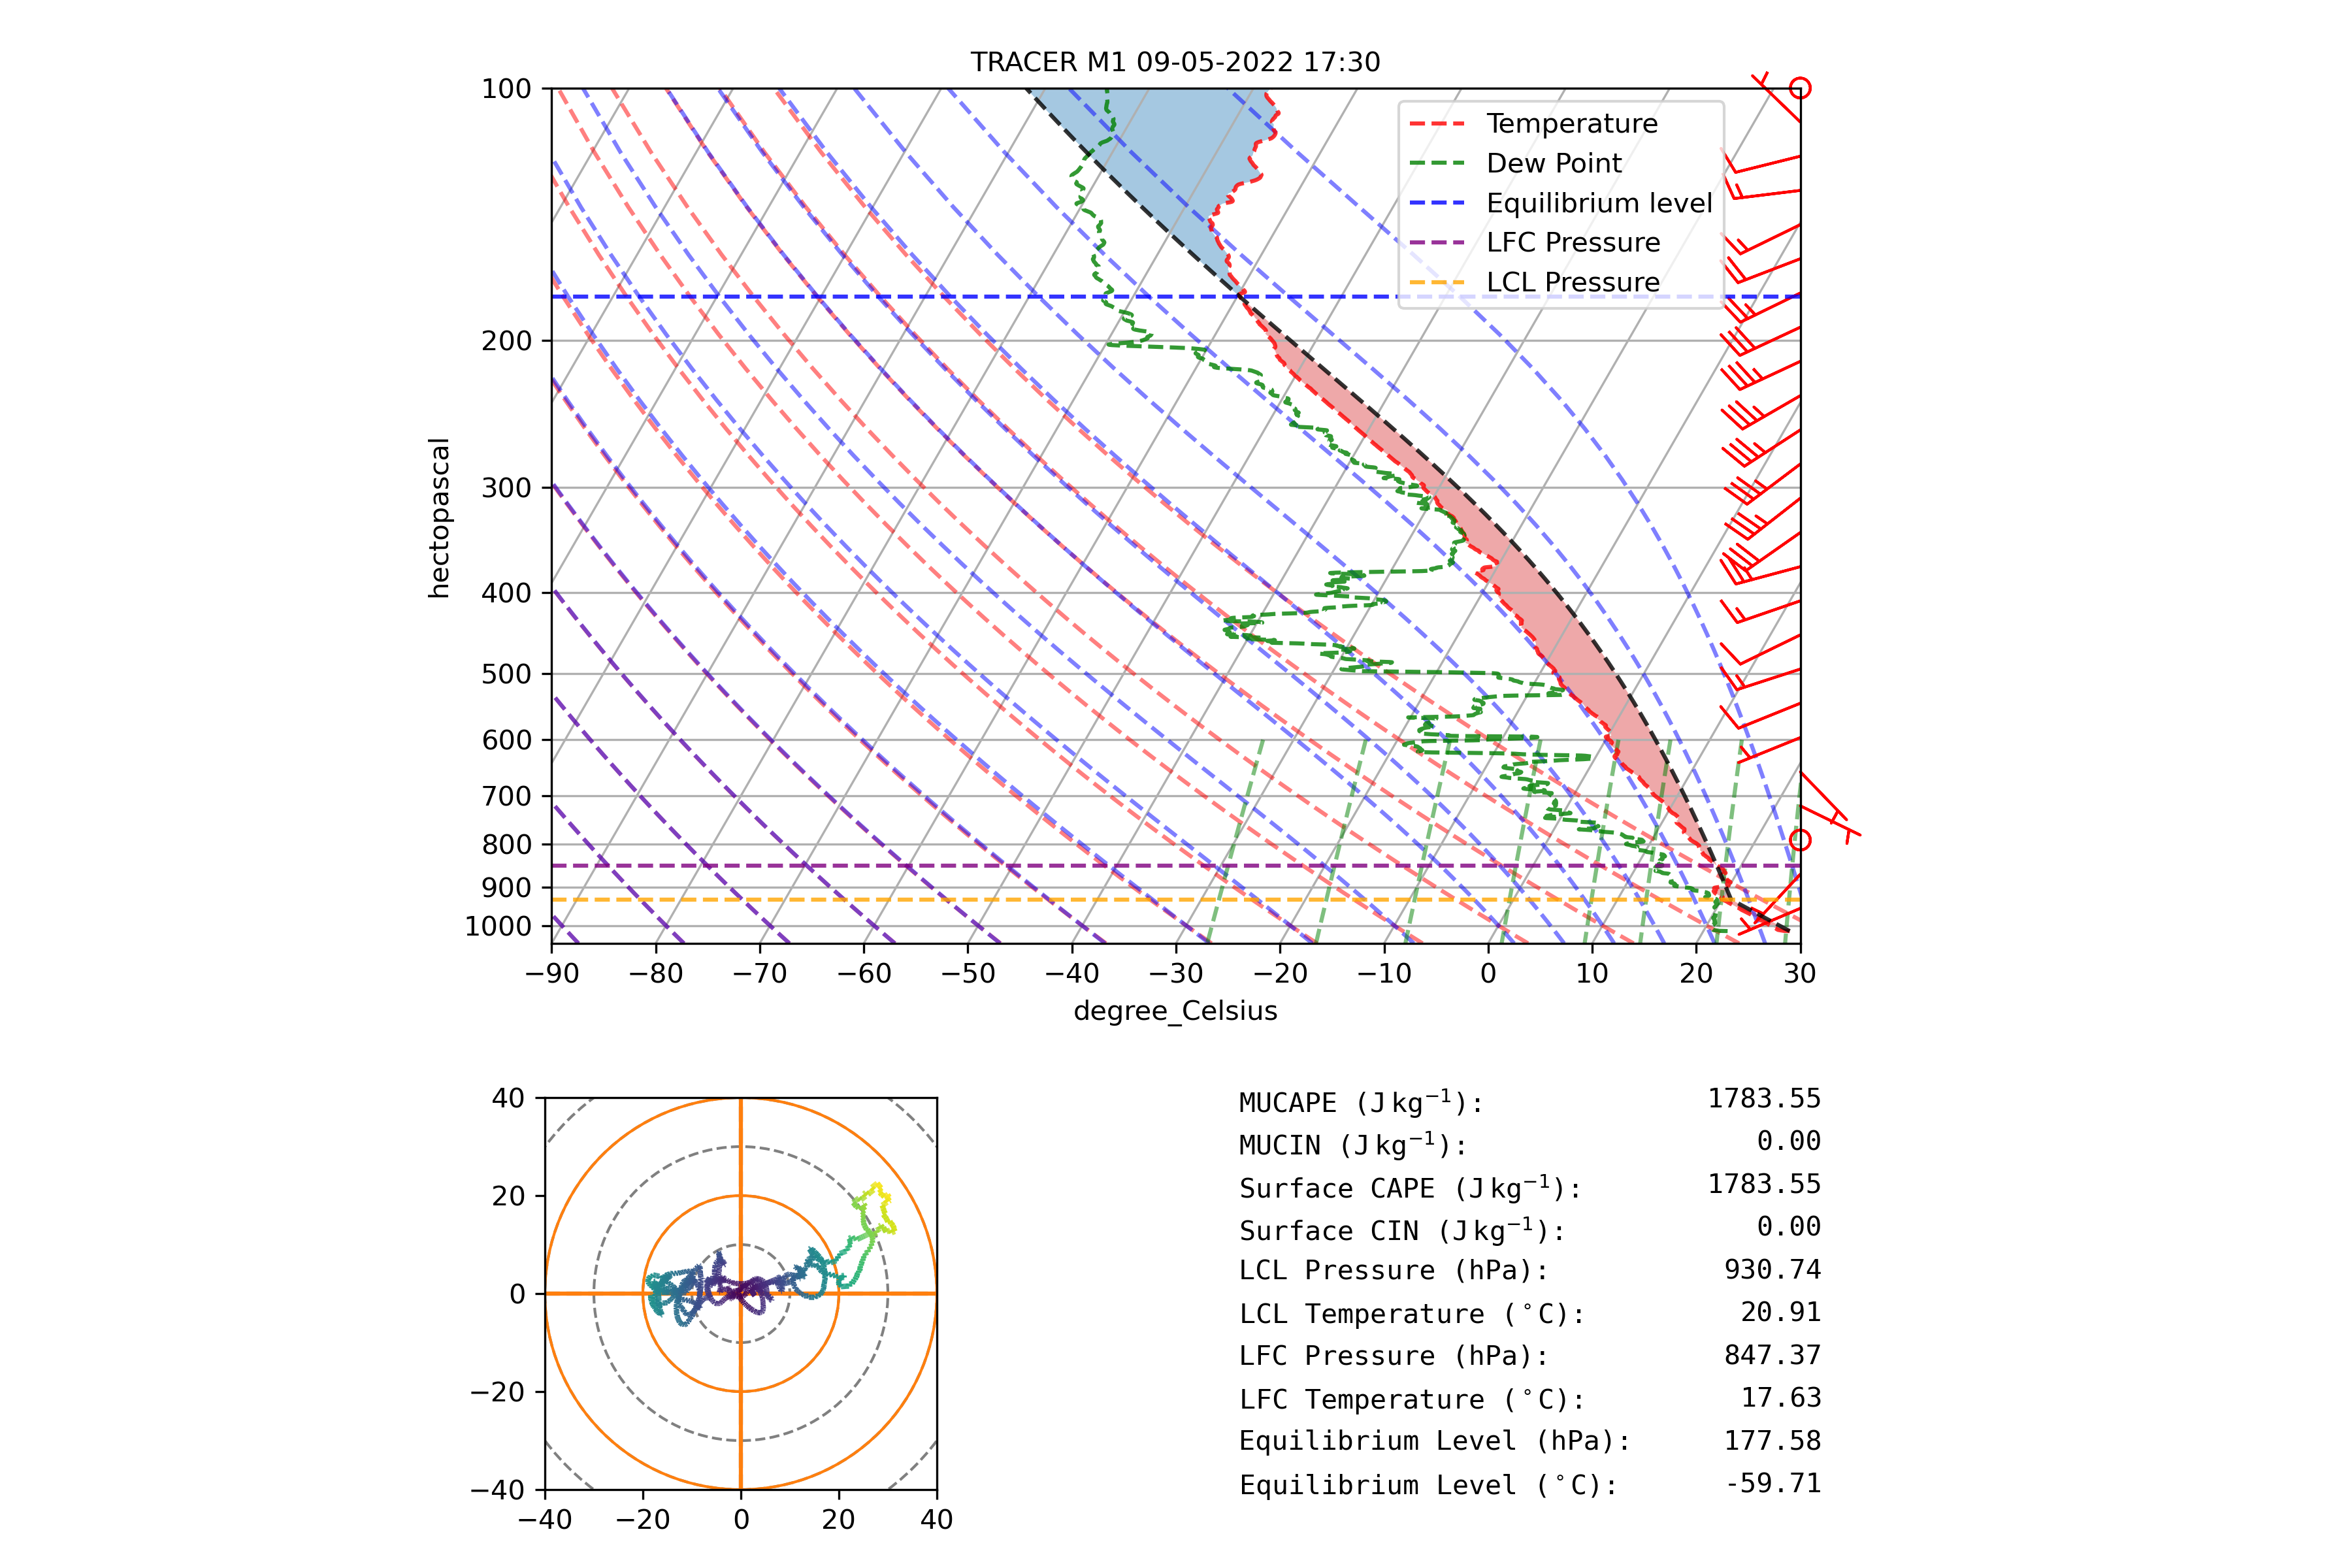 TRACER M1 09-05-2022 17:30
100
200
300
400
500
600
700
800
900
1000
hectopascal
Temperature
Dew Point
Equilibrium level
LFC Pressure
LCL Pressure
−90 −80 −70 −60 −50 −40 −30 −20 −10 0 10 20 30
degree_Celsius
40
20
0
−20
−40
−40 −20 0 20 40
MUCAPE (J kg⁻¹): 1783.55
MUCIN (J kg⁻¹): 0.00
Surface CAPE (J kg⁻¹): 1783.55
Surface CIN (J kg⁻¹): 0.00
LCL Pressure (hPa): 930.74
LCL Temperature (°C): 20.91
LFC Pressure (hPa): 847.37
LFC Temperature (°C): 17.63
Equilibrium Level (hPa): 177.58
Equilibrium Level (°C): -59.71